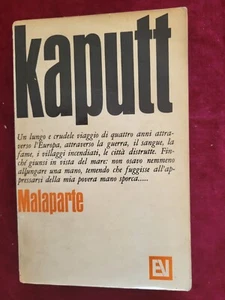 kaputt
Un lungo e crudele viaggio di quattro anni attra-
verso l'Europa, attraverso la guerra, il sangue, la
fame, i villaggi incendiati, le città distrutte. Fin-
ché giunsi in vista del mare: non osavo nemmeno
allungare una mano, temendo che fuggisse all'ap-
pressarsi della mia povera mano sporca.....
Malaparte
EV